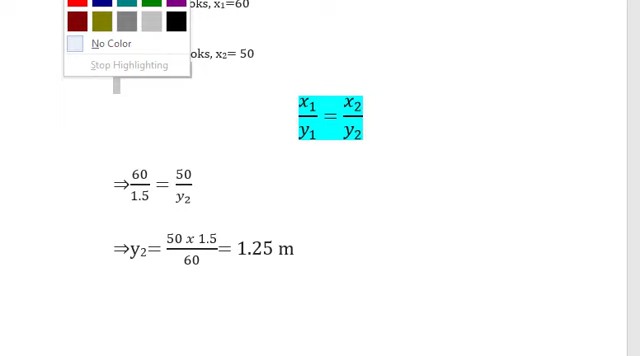 oks, x₁=60
No Color
oks, x₂= 50
Stop Highlighting
x₁/y₁ = x₂/y₂
⇒ 60/1.5 = 50/y₂
⇒y₂= 50 x 1.5/60 = 1.25 m